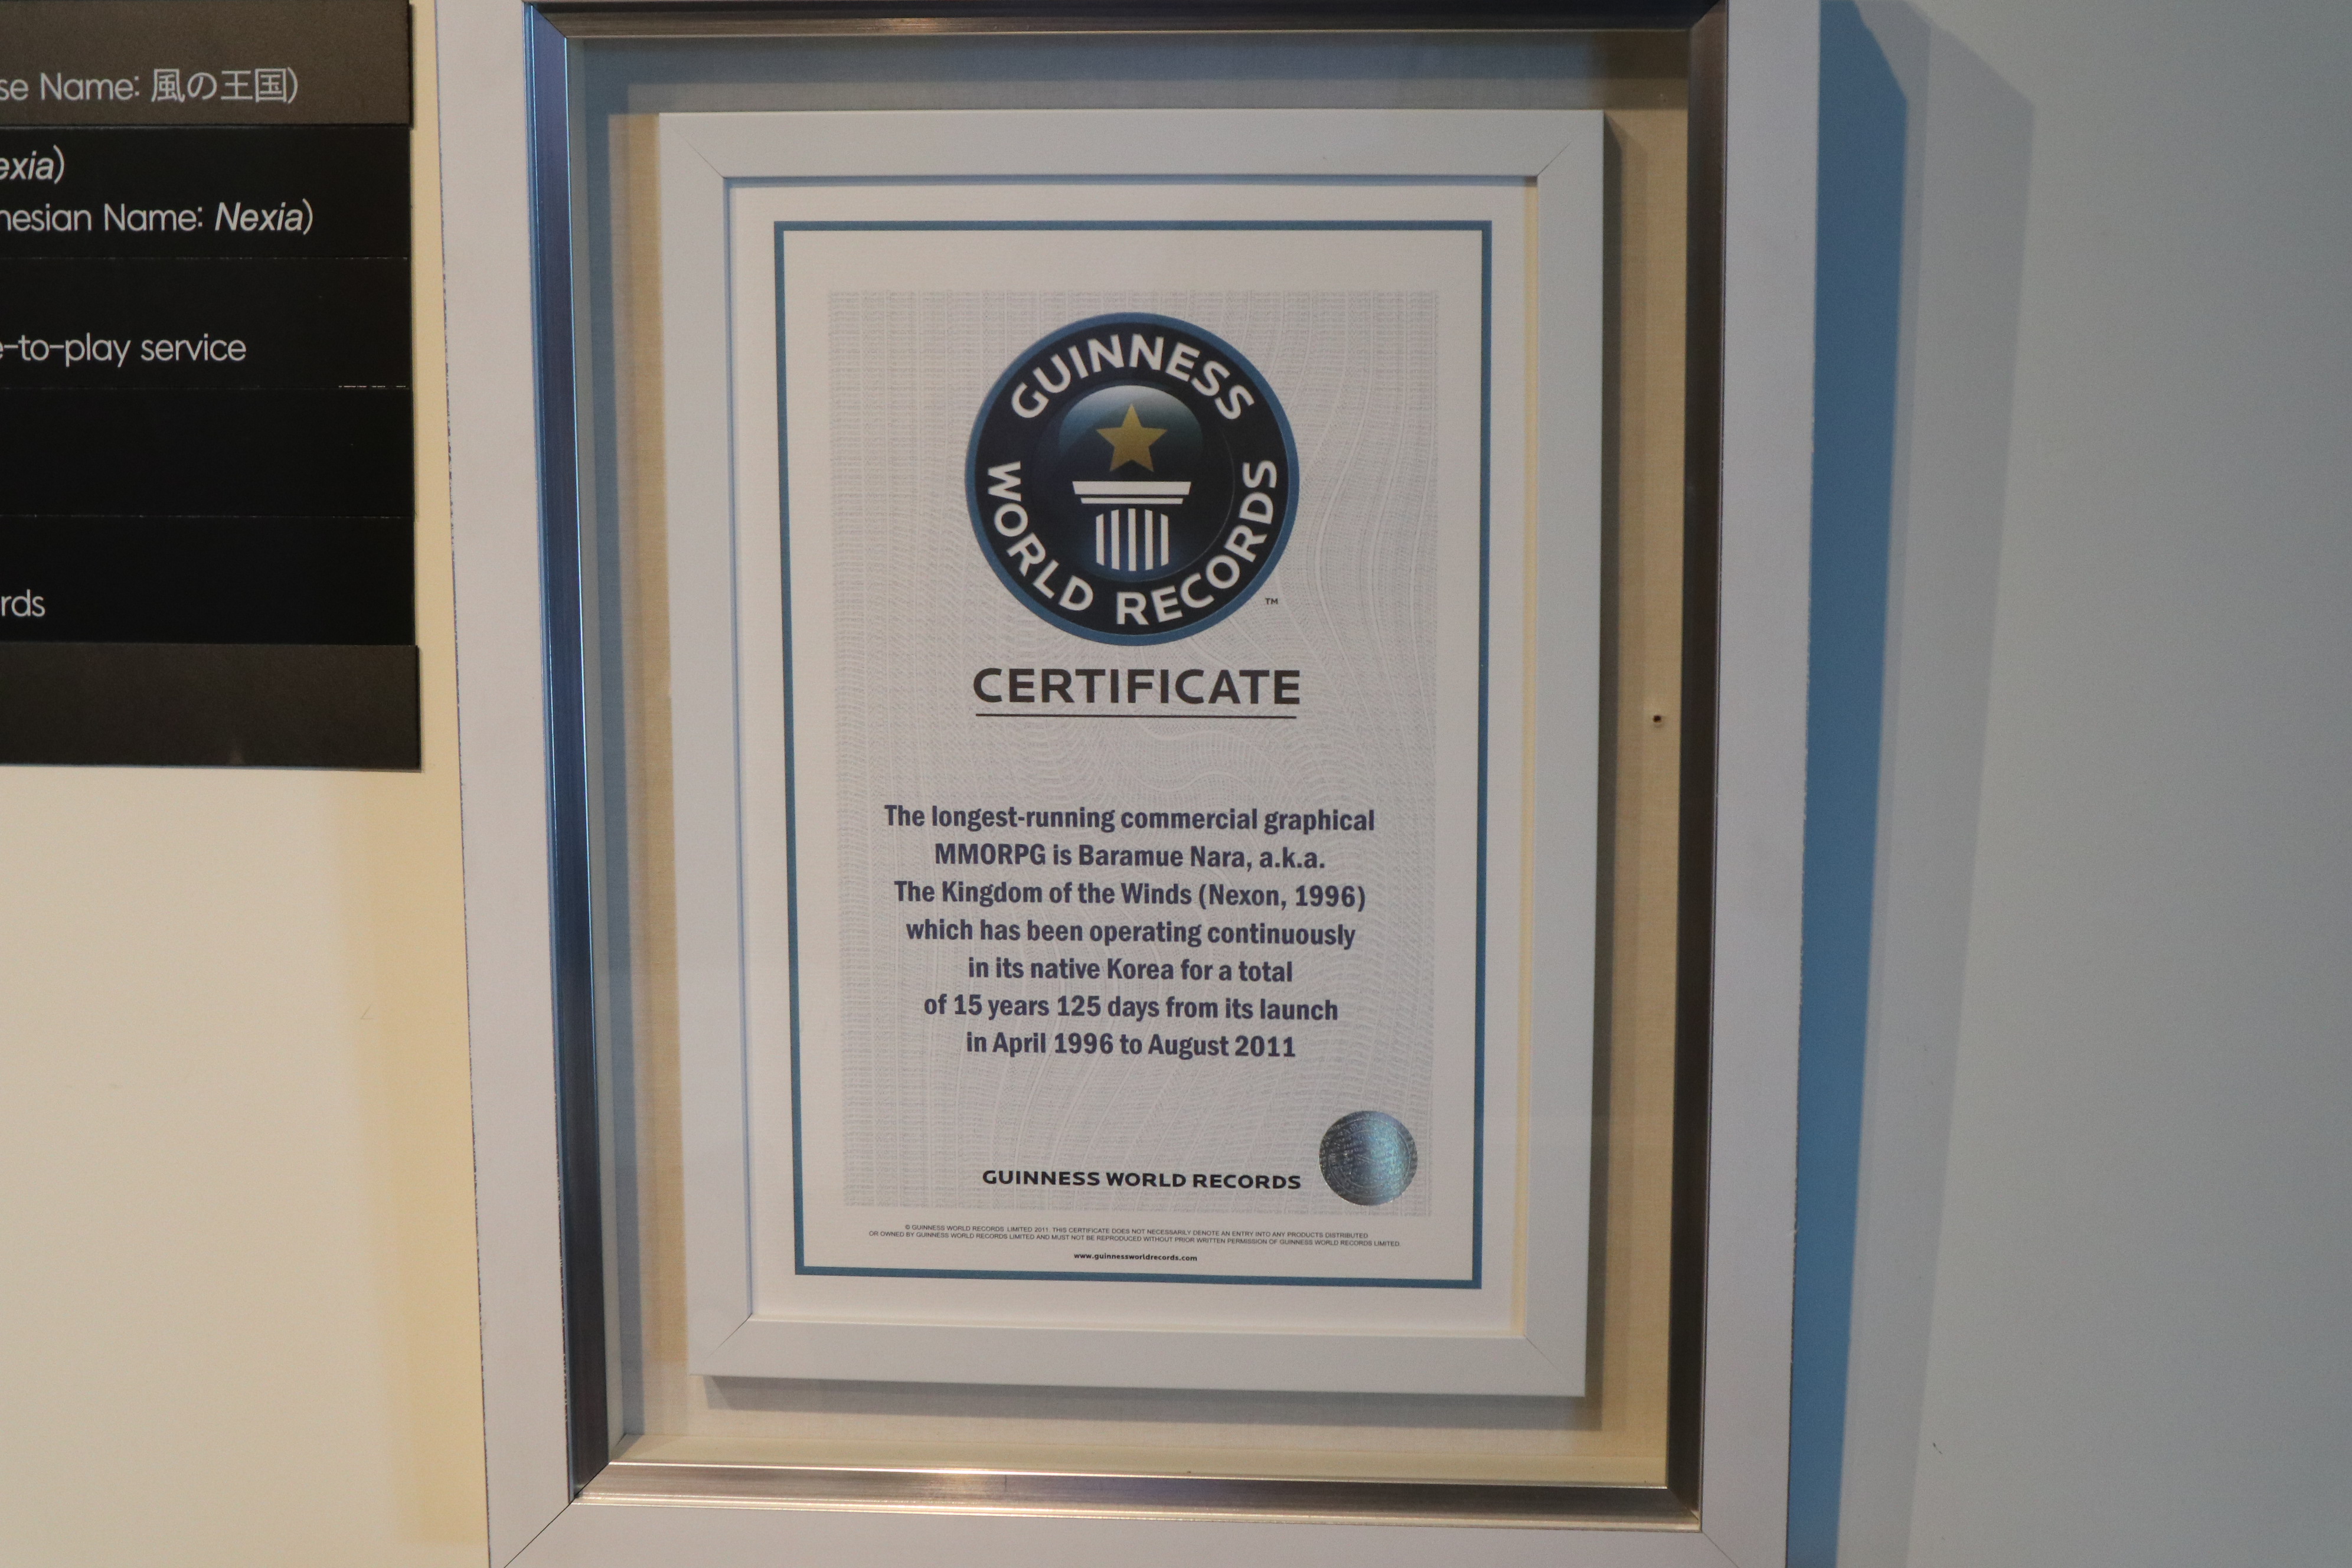 se Name: 風の王国)
exia)
nesian Name: Nexia)
e-to-play service
rds
GUINNESS
WORLD RECORDS
TM
CERTIFICATE
The longest-running commercial graphical
MMORPG is Baramue Nara, a.k.a.
The Kingdom of the Winds (Nexon, 1996)
which has been operating continuously
in its native Korea for a total
of 15 years 125 days from its launch
in April 1996 to August 2011
GUINNESS WORLD RECORDS
© GUINNESS WORLD RECORDS LIMITED 2011. THIS CERTIFICATE DOES NOT NECESSARILY DENOTE AN ENTRY INTO ANY PRODUCTS DISTRIBUTED
OR OWNED BY GUINNESS WORLD RECORDS LIMITED AND MUST NOT BE REPRODUCED WITHOUT PRIOR WRITTEN PERMISSION OF GUINNESS WORLD RECORDS LIMITED.
www.guinnessworldrecords.com